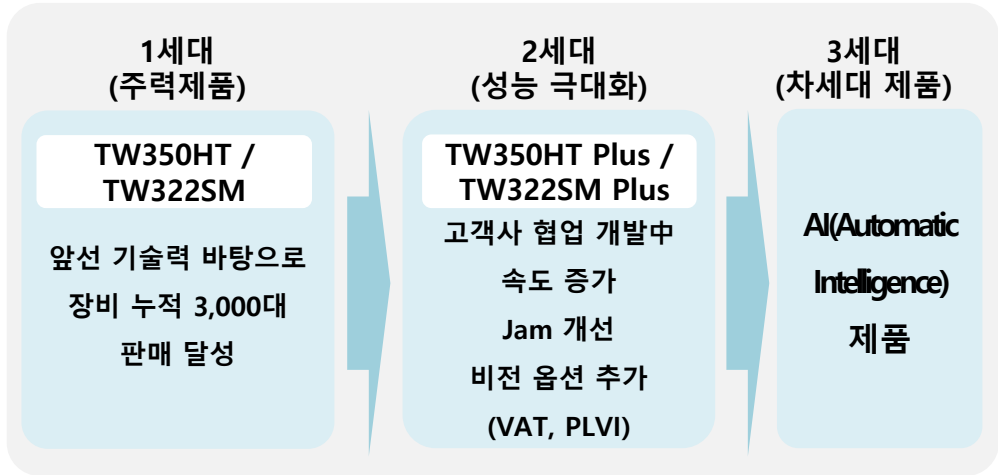 1세대
(주력제품)
TW350HT /
TW322SM
앞선 기술력 바탕으로
장비 누적 3,000대
판매 달성
2세대
(성능 극대화)
TW350HT Plus /
TW322SM Plus
고객사 협업 개발中
속도 증가
Jam 개선
비전 옵션 추가
(VAT, PLVI)
3세대
(차세대 제품)
AI(Automatic
Intelligence)
제품